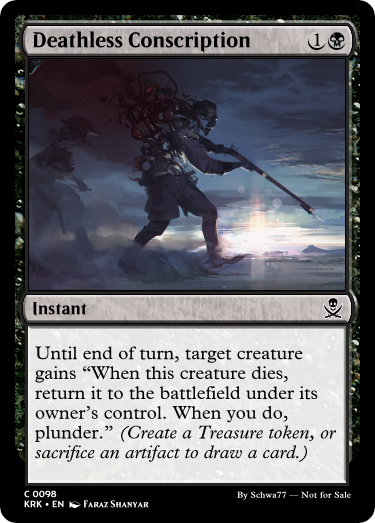 Deathless Conscription 1
Instant
Until end of turn, target creature
gains “When this creature dies,
return it to the battlefield under its
owner’s control. When you do,
plunder.” (Create a Treasure token, or
sacrifice an artifact to draw a card.)
C 0098
KRK • EN Faraz Shanyar
By Schwa77 — Not for Sale